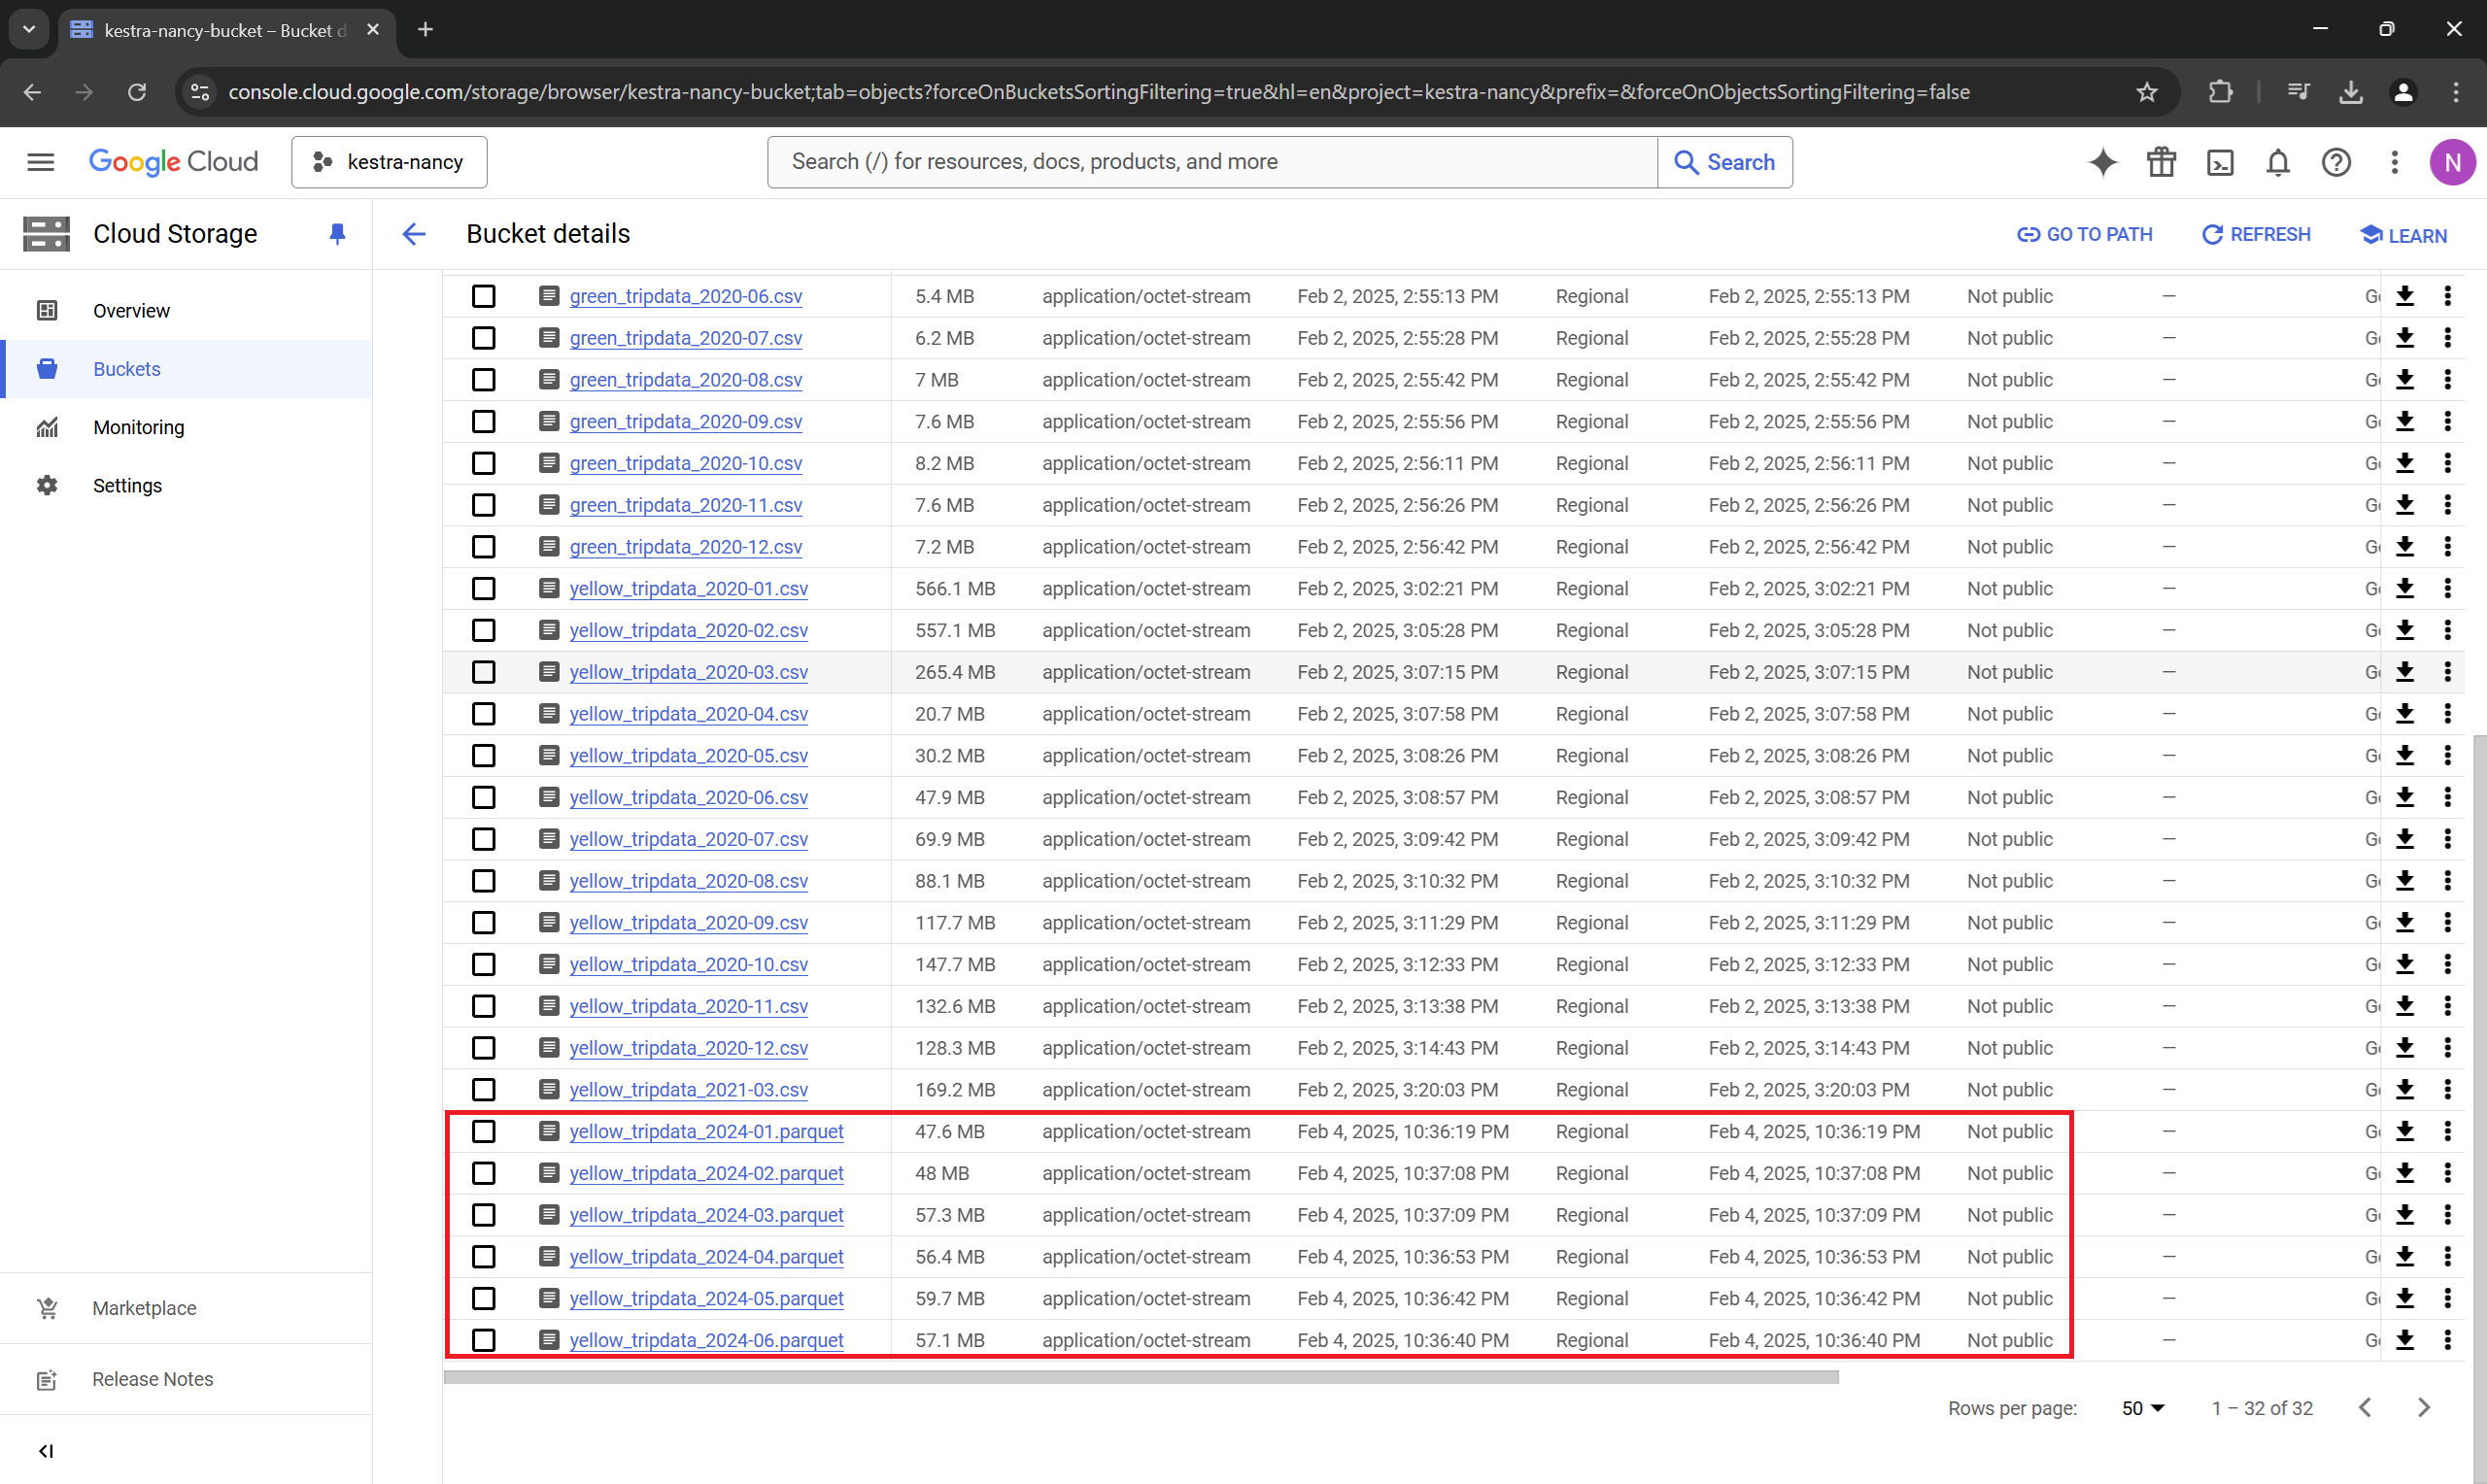 kestra-nancy-bucket – Bucket d
console.cloud.google.com/storage/browser/kestra-nancy-bucket;tab=objects?forceOnBucketsSortingFiltering=true&hl=en&project=kestra-nancy&prefix=&forceOnObjectsSortingFiltering=false
Google Cloud kestra-nancy Search (/) for resources, docs, products, and more Search N
Cloud Storage Bucket details GO TO PATH REFRESH LEARN
Overview
Buckets
Monitoring
Settings
green_tripdata_2020-06.csv 5.4 MB application/octet-stream Feb 2, 2025, 2:55:13 PM Regional Feb 2, 2025, 2:55:13 PM Not public —
green_tripdata_2020-07.csv 6.2 MB application/octet-stream Feb 2, 2025, 2:55:28 PM Regional Feb 2, 2025, 2:55:28 PM Not public —
green_tripdata_2020-08.csv 7 MB application/octet-stream Feb 2, 2025, 2:55:42 PM Regional Feb 2, 2025, 2:55:42 PM Not public —
green_tripdata_2020-09.csv 7.6 MB application/octet-stream Feb 2, 2025, 2:55:56 PM Regional Feb 2, 2025, 2:55:56 PM Not public —
green_tripdata_2020-10.csv 8.2 MB application/octet-stream Feb 2, 2025, 2:56:11 PM Regional Feb 2, 2025, 2:56:11 PM Not public —
green_tripdata_2020-11.csv 7.6 MB application/octet-stream Feb 2, 2025, 2:56:26 PM Regional Feb 2, 2025, 2:56:26 PM Not public —
green_tripdata_2020-12.csv 7.2 MB application/octet-stream Feb 2, 2025, 2:56:42 PM Regional Feb 2, 2025, 2:56:42 PM Not public —
yellow_tripdata_2020-01.csv 566.1 MB application/octet-stream Feb 2, 2025, 3:02:21 PM Regional Feb 2, 2025, 3:02:21 PM Not public —
yellow_tripdata_2020-02.csv 557.1 MB application/octet-stream Feb 2, 2025, 3:05:28 PM Regional Feb 2, 2025, 3:05:28 PM Not public —
yellow_tripdata_2020-03.csv 265.4 MB application/octet-stream Feb 2, 2025, 3:07:15 PM Regional Feb 2, 2025, 3:07:15 PM Not public —
yellow_tripdata_2020-04.csv 20.7 MB application/octet-stream Feb 2, 2025, 3:07:58 PM Regional Feb 2, 2025, 3:07:58 PM Not public —
yellow_tripdata_2020-05.csv 30.2 MB application/octet-stream Feb 2, 2025, 3:08:26 PM Regional Feb 2, 2025, 3:08:26 PM Not public —
yellow_tripdata_2020-06.csv 47.9 MB application/octet-stream Feb 2, 2025, 3:08:57 PM Regional Feb 2, 2025, 3:08:57 PM Not public —
yellow_tripdata_2020-07.csv 69.9 MB application/octet-stream Feb 2, 2025, 3:09:42 PM Regional Feb 2, 2025, 3:09:42 PM Not public —
yellow_tripdata_2020-08.csv 88.1 MB application/octet-stream Feb 2, 2025, 3:10:32 PM Regional Feb 2, 2025, 3:10:32 PM Not public —
yellow_tripdata_2020-09.csv 117.7 MB application/octet-stream Feb 2, 2025, 3:11:29 PM Regional Feb 2, 2025, 3:11:29 PM Not public —
yellow_tripdata_2020-10.csv 147.7 MB application/octet-stream Feb 2, 2025, 3:12:33 PM Regional Feb 2, 2025, 3:12:33 PM Not public —
yellow_tripdata_2020-11.csv 132.6 MB application/octet-stream Feb 2, 2025, 3:13:38 PM Regional Feb 2, 2025, 3:13:38 PM Not public —
yellow_tripdata_2020-12.csv 128.3 MB application/octet-stream Feb 2, 2025, 3:14:43 PM Regional Feb 2, 2025, 3:14:43 PM Not public —
yellow_tripdata_2021-03.csv 169.2 MB application/octet-stream Feb 2, 2025, 3:20:03 PM Regional Feb 2, 2025, 3:20:03 PM Not public —
yellow_tripdata_2024-01.parquet 47.6 MB application/octet-stream Feb 4, 2025, 10:36:19 PM Regional Feb 4, 2025, 10:36:19 PM Not public —
yellow_tripdata_2024-02.parquet 48 MB application/octet-stream Feb 4, 2025, 10:37:08 PM Regional Feb 4, 2025, 10:37:08 PM Not public —
yellow_tripdata_2024-03.parquet 57.3 MB application/octet-stream Feb 4, 2025, 10:37:09 PM Regional Feb 4, 2025, 10:37:09 PM Not public —
yellow_tripdata_2024-04.parquet 56.4 MB application/octet-stream Feb 4, 2025, 10:36:53 PM Regional Feb 4, 2025, 10:36:53 PM Not public —
yellow_tripdata_2024-05.parquet 59.7 MB application/octet-stream Feb 4, 2025, 10:36:42 PM Regional Feb 4, 2025, 10:36:42 PM Not public —
yellow_tripdata_2024-06.parquet 57.1 MB application/octet-stream Feb 4, 2025, 10:36:40 PM Regional Feb 4, 2025, 10:36:40 PM Not public —
Marketplace
Release Notes
Rows per page: 50 1 – 32 of 32